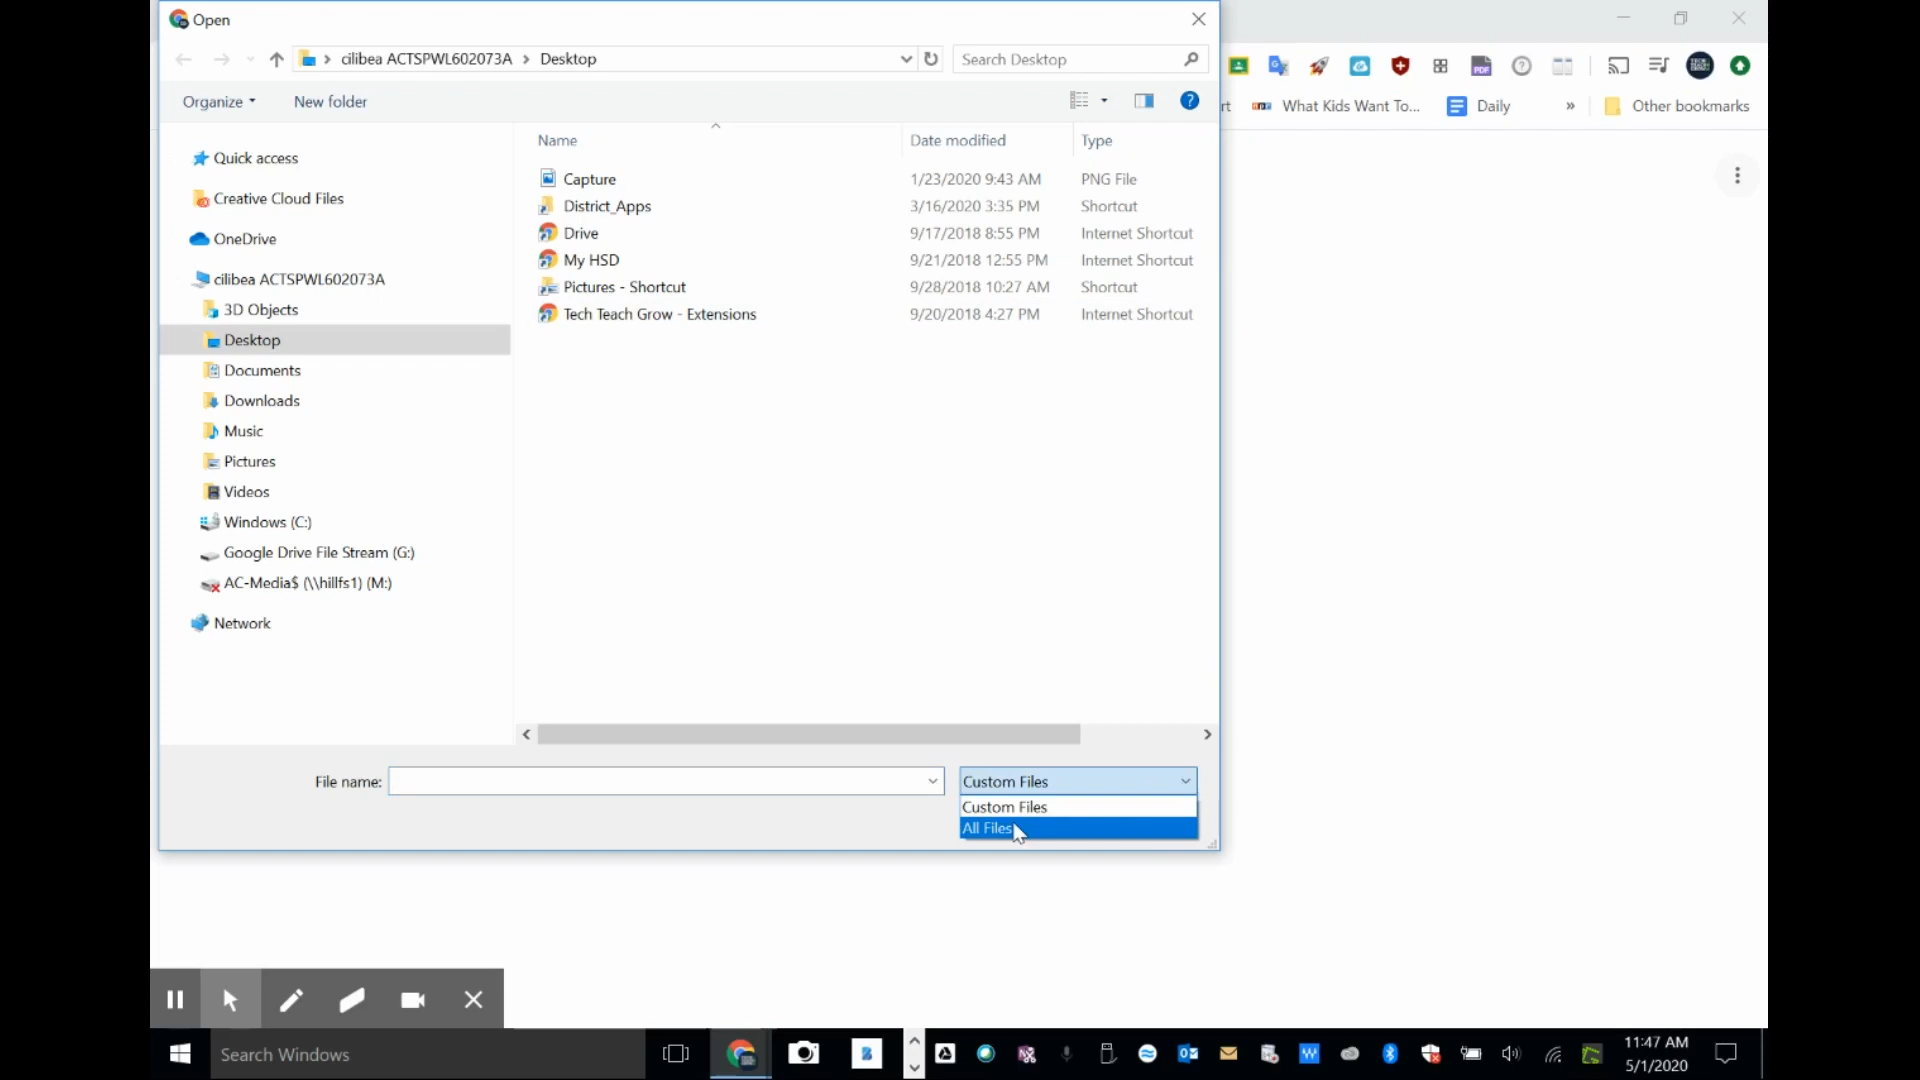 Open
cilibea ACTSPWL602073A > Desktop
Search Desktop
Organize
New folder
rt
What Kids Want To...
Daily
»
Other bookmarks
Name
Date modified
Type
Quick access
Creative Cloud Files
OneDrive
cilibea ACTSPWL602073A
3D Objects
Desktop
Documents
Downloads
Music
Pictures
Videos
Windows (C:)
Google Drive File Stream (G:)
AC-Media$ (\\hillfs1) (M:)
Network
Capture 1/23/2020 9:43 AM PNG File
District_Apps 3/16/2020 3:35 PM Shortcut
Drive 9/17/2018 8:55 PM Internet Shortcut
My HSD 9/21/2018 12:55 PM Internet Shortcut
Pictures - Shortcut 9/28/2018 10:27 AM Shortcut
Tech Teach Grow - Extensions 9/20/2018 4:27 PM Internet Shortcut
File name:
Custom Files
Custom Files
All Files
Search Windows
11:47 AM
5/1/2020